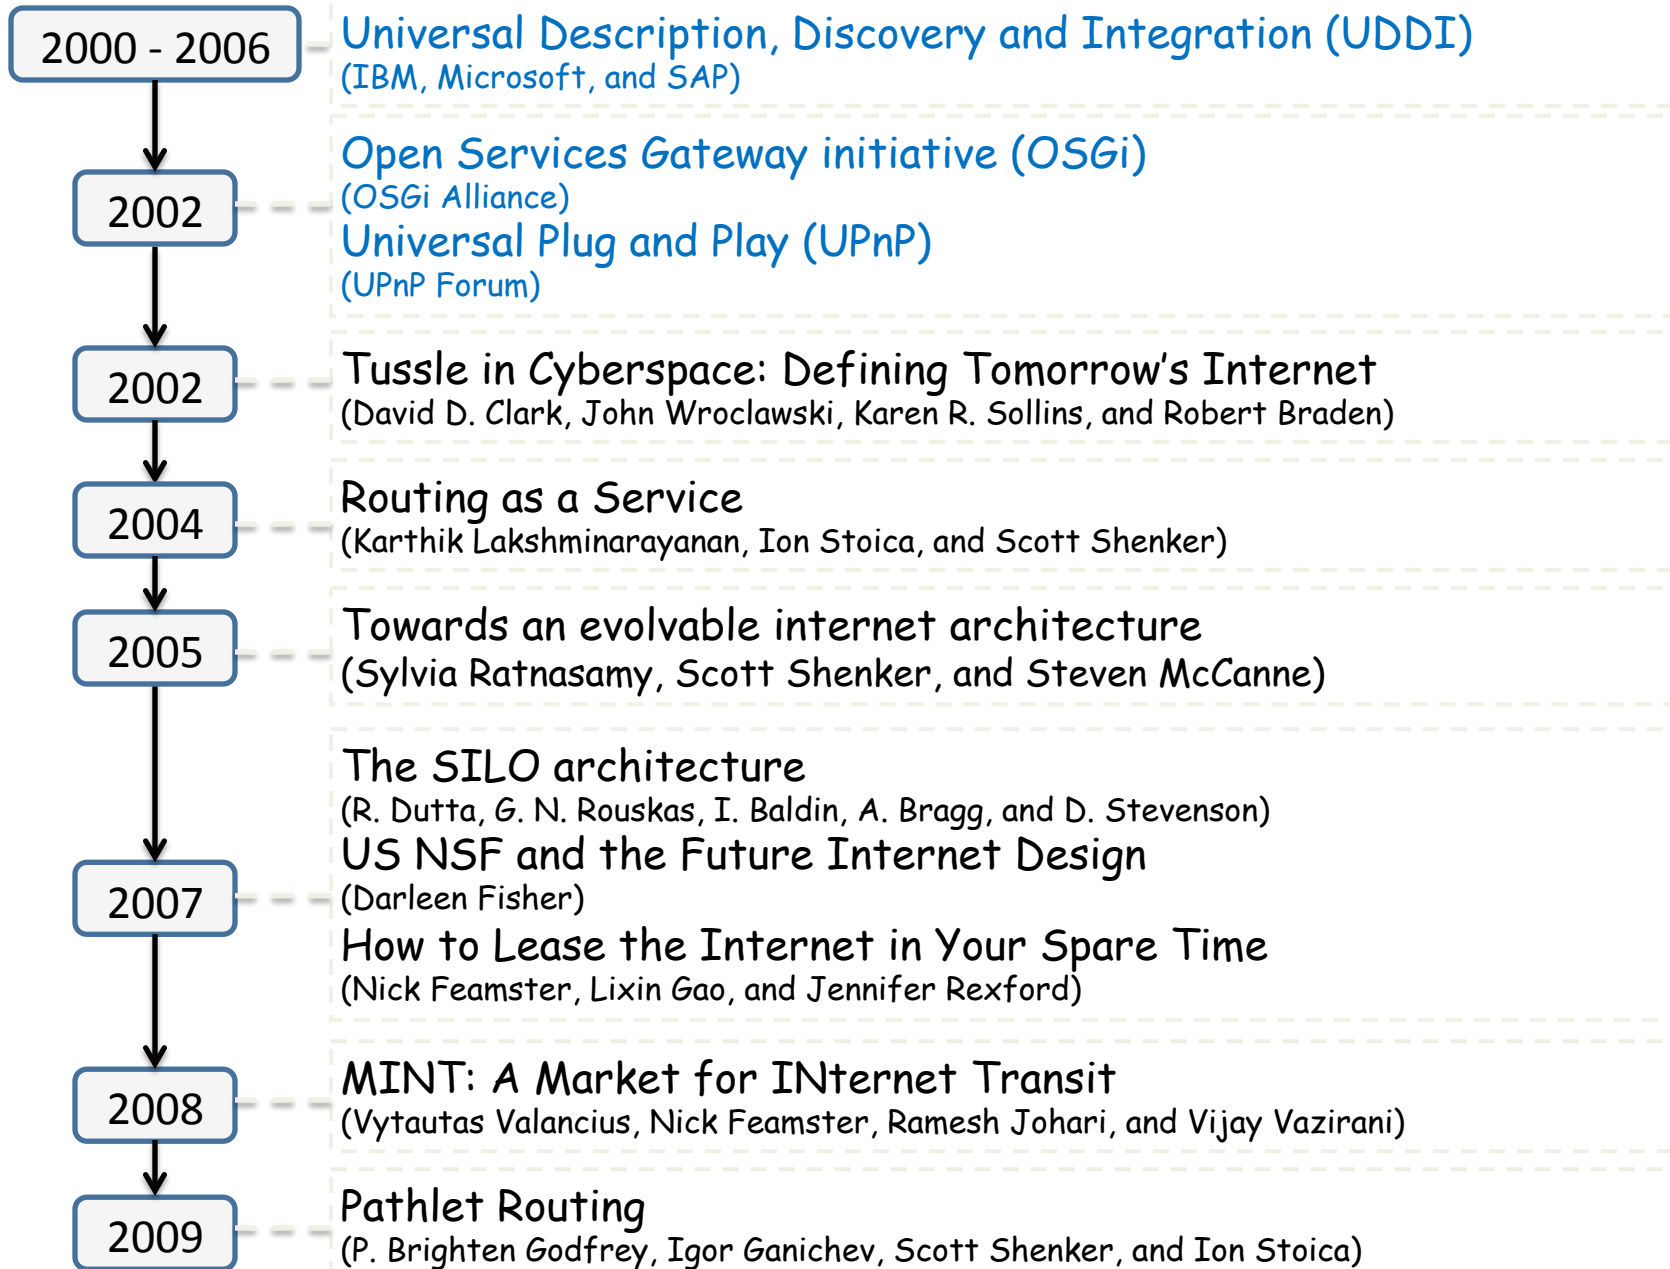 2000 - 2006
Universal Description, Discovery and Integration (UDDI)
(IBM, Microsoft, and SAP)
2002
Open Services Gateway initiative (OSGi)
(OSGi Alliance)
Universal Plug and Play (UPnP)
(UPnP Forum)
2002
Tussle in Cyberspace: Defining Tomorrow’s Internet
(David D. Clark, John Wroclawski, Karen R. Sollins, and Robert Braden)
2004
Routing as a Service
(Karthik Lakshminarayanan, Ion Stoica, and Scott Shenker)
2005
Towards an evolvable internet architecture
(Sylvia Ratnasamy, Scott Shenker, and Steven McCanne)
2007
The SILO architecture
(R. Dutta, G. N. Rouskas, I. Baldin, A. Bragg, and D. Stevenson)
US NSF and the Future Internet Design
(Darleen Fisher)
How to Lease the Internet in Your Spare Time
(Nick Feamster, Lixin Gao, and Jennifer Rexford)
2008
MINT: A Market for INternet Transit
(Vytautas Valancius, Nick Feamster, Ramesh Johari, and Vijay Vazirani)
2009
Pathlet Routing
(P. Brighten Godfrey, Igor Ganichev, Scott Shenker, and Ion Stoica)